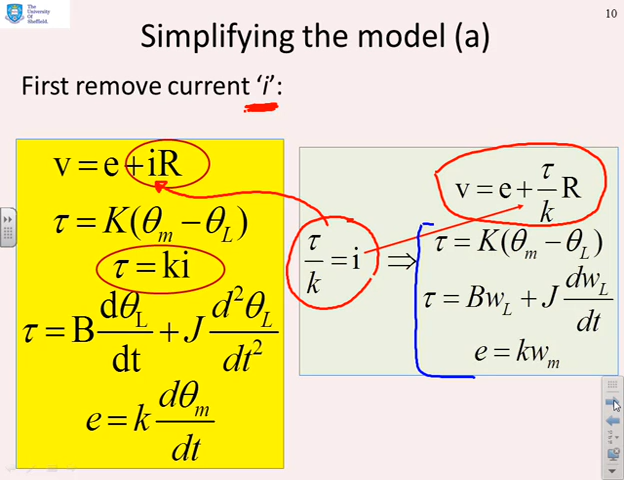 The
University
Of
Sheffield.
10
Simplifying the model (a)
First remove current ‘i’:
v = e + iR
τ = K(θ_m − θ_L)
τ = ki
τ = B dθ_L/dt + J d²θ_L/dt²
e = k dθ_m/dt
τ/k = i ⇒
v = e + τ/k R
τ = K(θ_m − θ_L)
τ = Bw_L + J dw_L/dt
e = kw_m